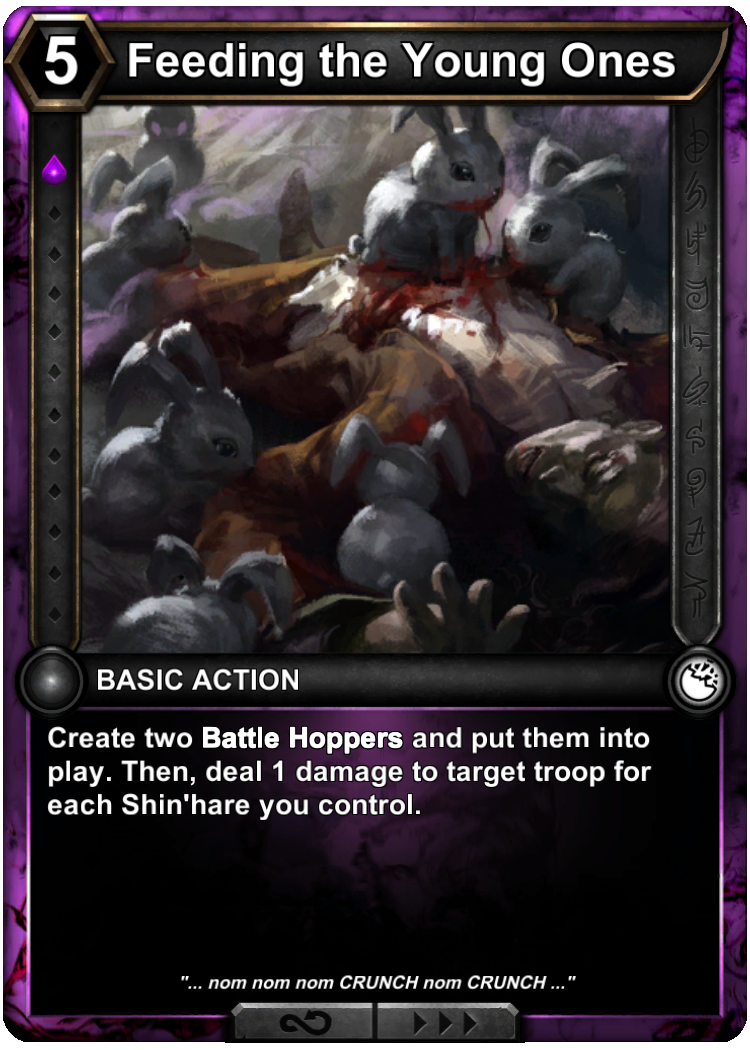 5
Feeding the Young Ones
BASIC ACTION
Create two Battle Hoppers and put them into
play. Then, deal 1 damage to target troop for
each Shin'hare you control.
"... nom nom nom CRUNCH nom CRUNCH ..."